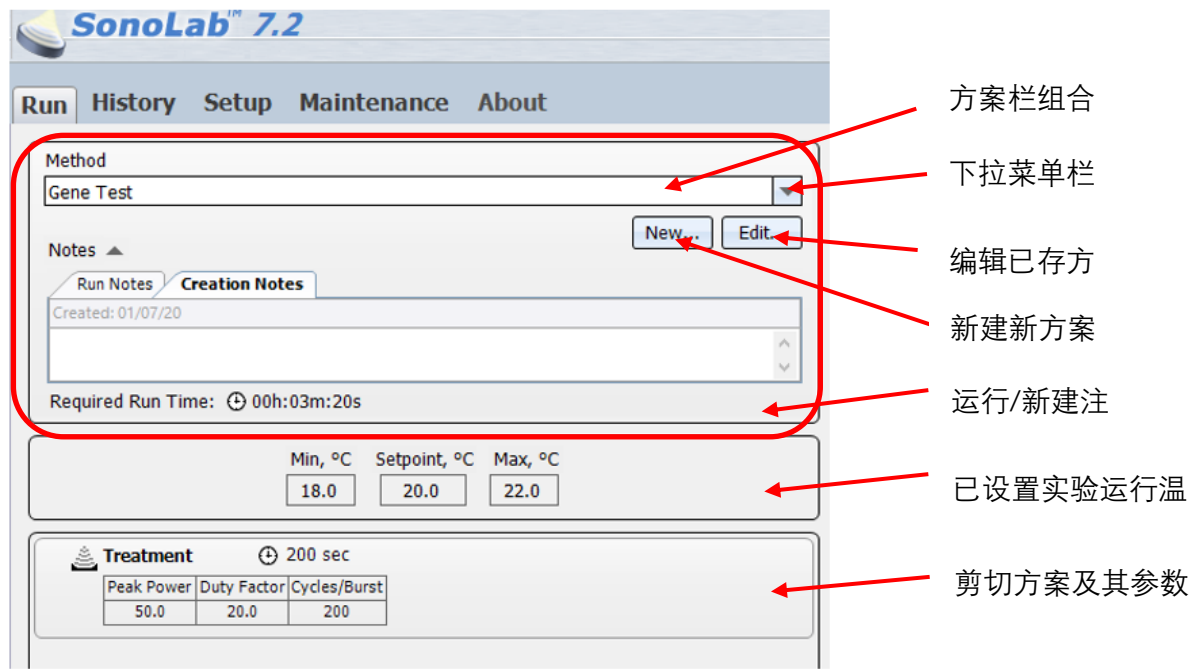 SonoLab™ 7.2
Run History Setup Maintenance About
方案栏组合
Method
下拉菜单栏
Gene Test
New... Edit...
编辑已存方
Notes
Run Notes Creation Notes
Created: 01/07/20
新建新方案
Required Run Time: 00h:03m:20s
运行/新建注
Min, ºC Setpoint, ºC Max, ºC
18.0 20.0 22.0
已设置实验运行温
Treatment 200 sec
Peak Power Duty Factor Cycles/Burst
50.0 20.0 200
剪切方案及其参数